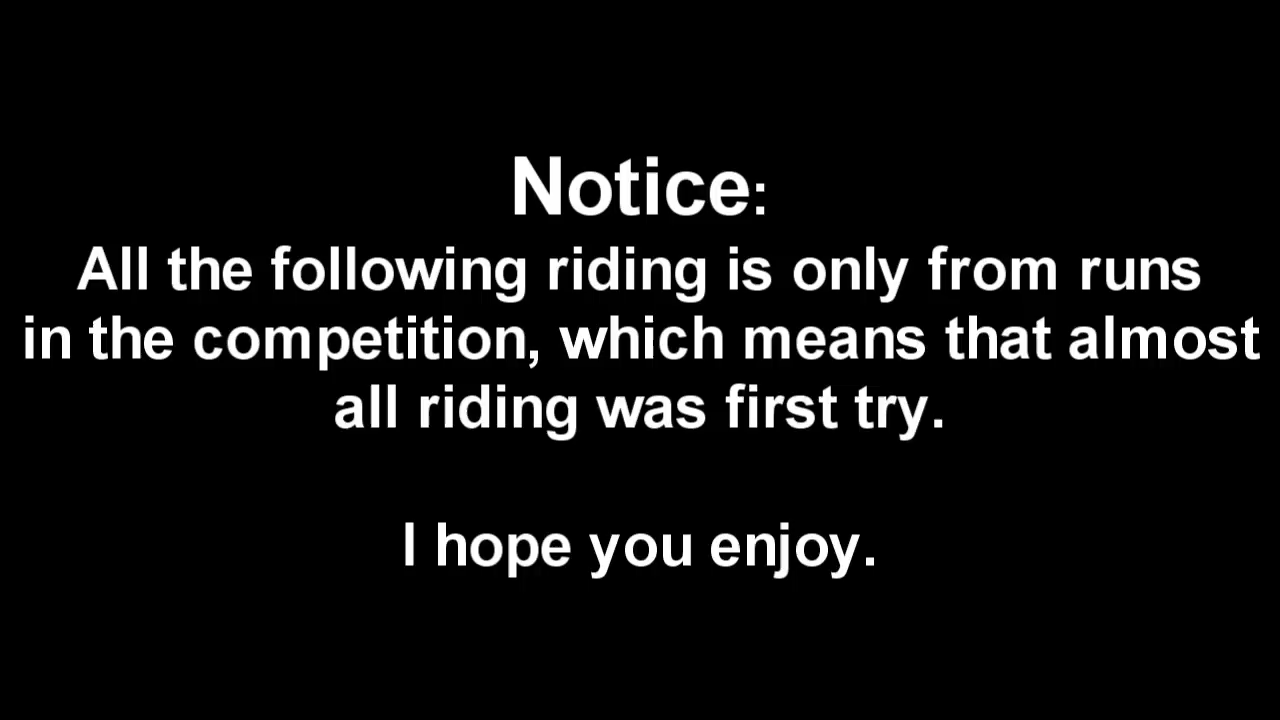 Notice:
All the following riding is only from runs
in the competition, which means that almost
all riding was first try.
I hope you enjoy.